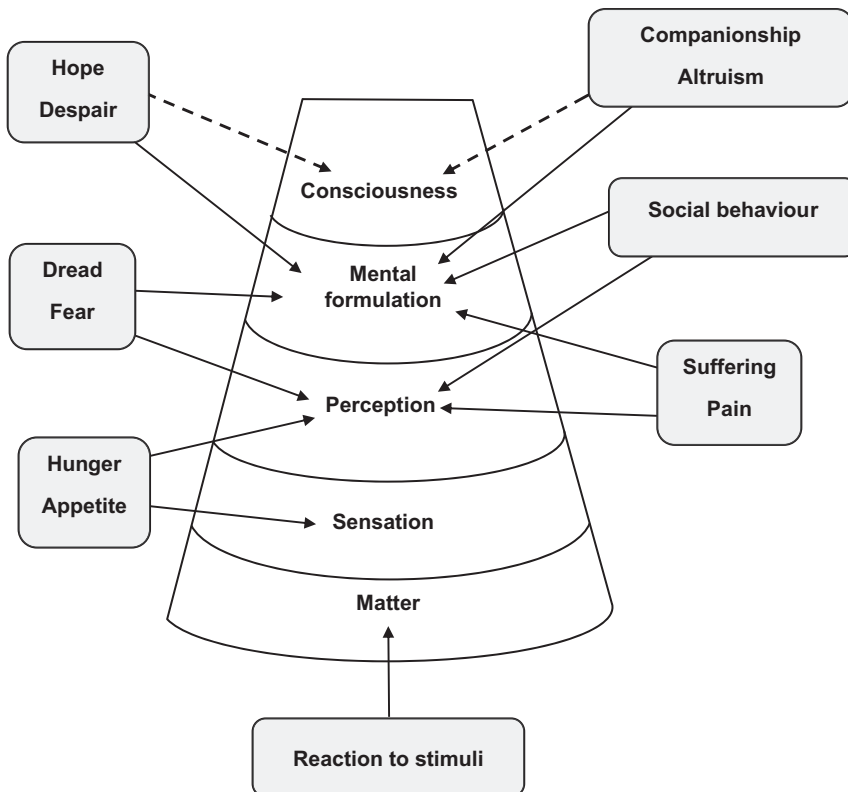 Companionship
Altruism
Hope
Despair
Consciousness
Social behaviour
Dread
Fear
Mental
formulation
Suffering
Pain
Perception
Hunger
Appetite
Sensation
Matter
Reaction to stimuli